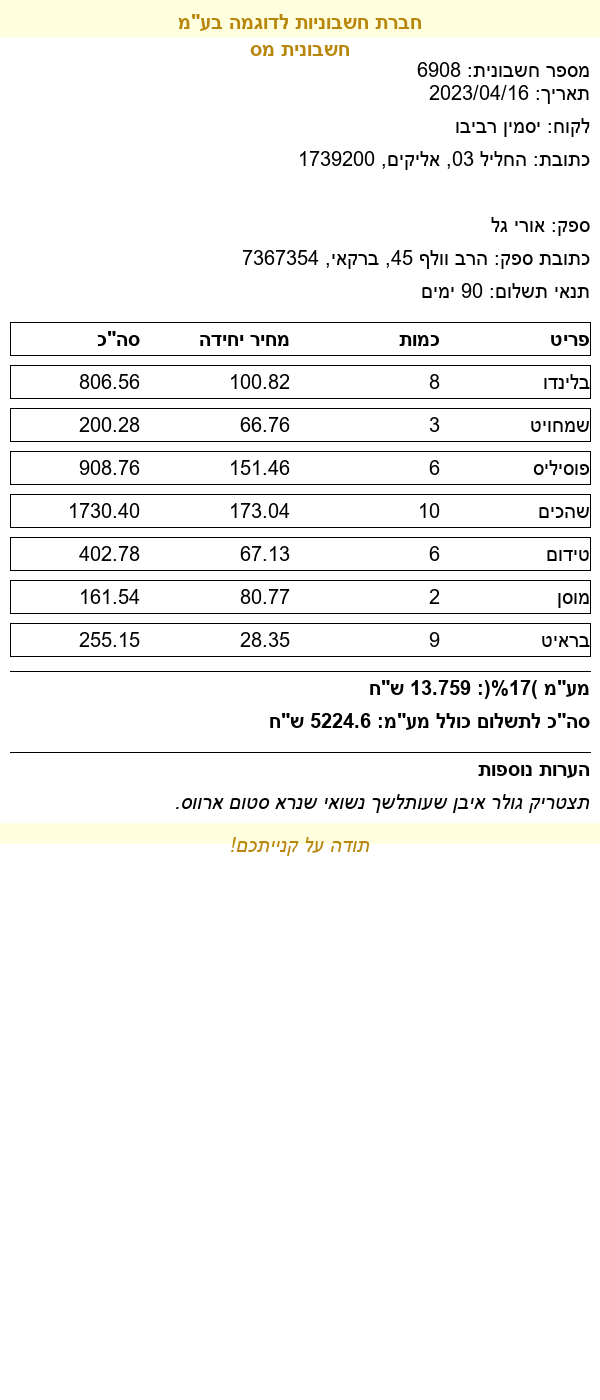 חברת חשבוניות לדוגמה בע"מ
חשבונית מס
מספר חשבונית: 6908
תאריך: 2023/04/16
לקוח: יסמין רביבו
כתובת: החליל 03, אליקים, 1739200
ספק: אורי גל
כתובת ספק: הרב וולף 45, ברקאי, 7367354
תנאי תשלום: 90 ימים
פריט כמות מחיר יחידה סה"כ
בלינדו 8 100.82 806.56
שמחויט 3 66.76 200.28
פוסיליס 6 151.46 908.76
שהכים 10 173.04 1730.40
טידום 6 67.13 402.78
מוסן 2 80.77 161.54
בראיט 9 28.35 255.15
מע"מ )17%(: 13.759 ש"ח
סה"כ לתשלום כולל מע"מ: 5224.6 ש"ח
הערות נוספות
תצטריק גולר איבן שעותלשך נשואי שנרא סטום ארווס.
תודה על קנייתכם!